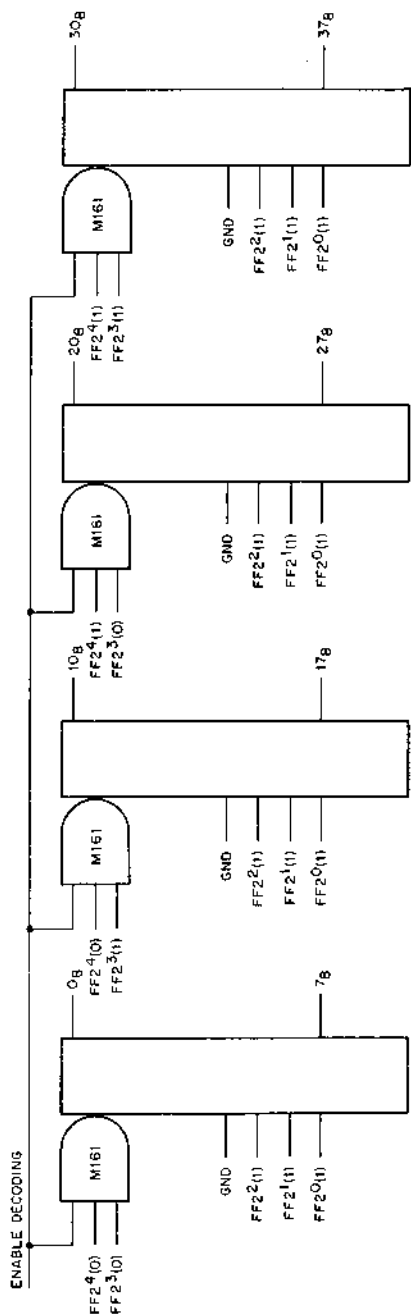 ENABLE DECODING
M161
FF2⁴(0)
FF2³(0)
GND
FF2²(1)
FF2¹(1)
FF2⁰(1)
0₈
7₈
M161
FF2⁴(0)
FF2³(1)
GND
FF2²(1)
FF2¹(1)
FF2⁰(1)
10₈
17₈
M161
FF2⁴(1)
FF2³(0)
GND
FF2²(1)
FF2¹(1)
FF2⁰(1)
20₈
27₈
M161
FF2⁴(1)
FF2³(1)
GND
FF2²(1)
FF2¹(1)
FF2⁰(1)
30₈
37₈